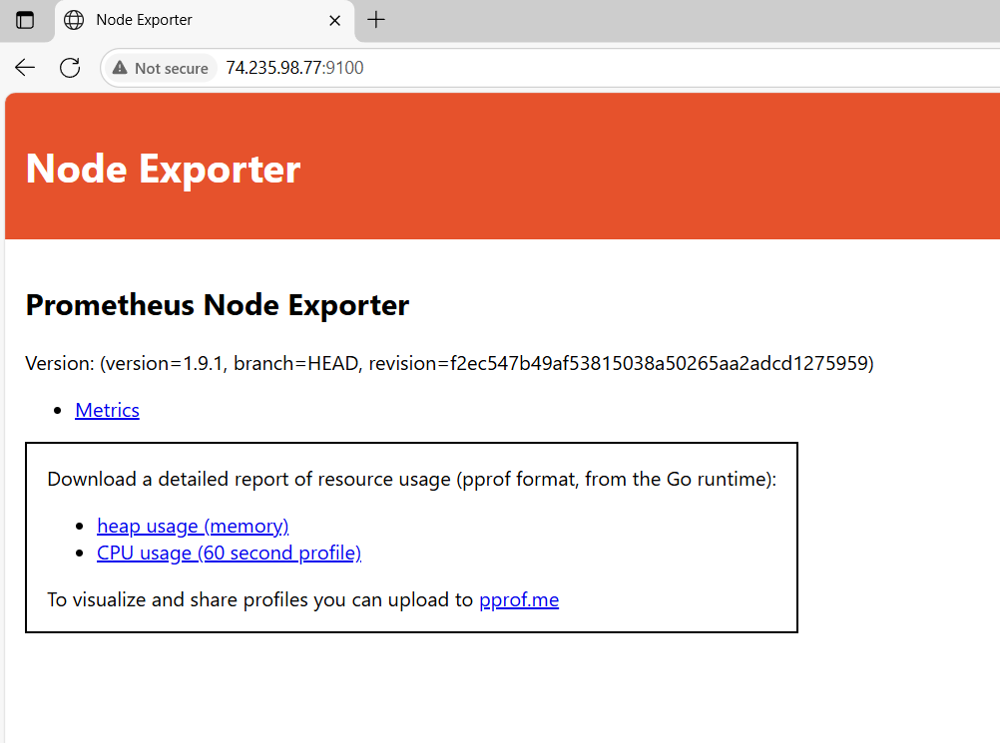 Node Exporter
Not secure 74.235.98.77:9100
Node Exporter
Prometheus Node Exporter
Version: (version=1.9.1, branch=HEAD, revision=f2ec547b49af53815038a50265aa2adcd1275959)
Metrics
Download a detailed report of resource usage (pprof format, from the Go runtime):
heap usage (memory)
CPU usage (60 second profile)
To visualize and share profiles you can upload to pprof.me